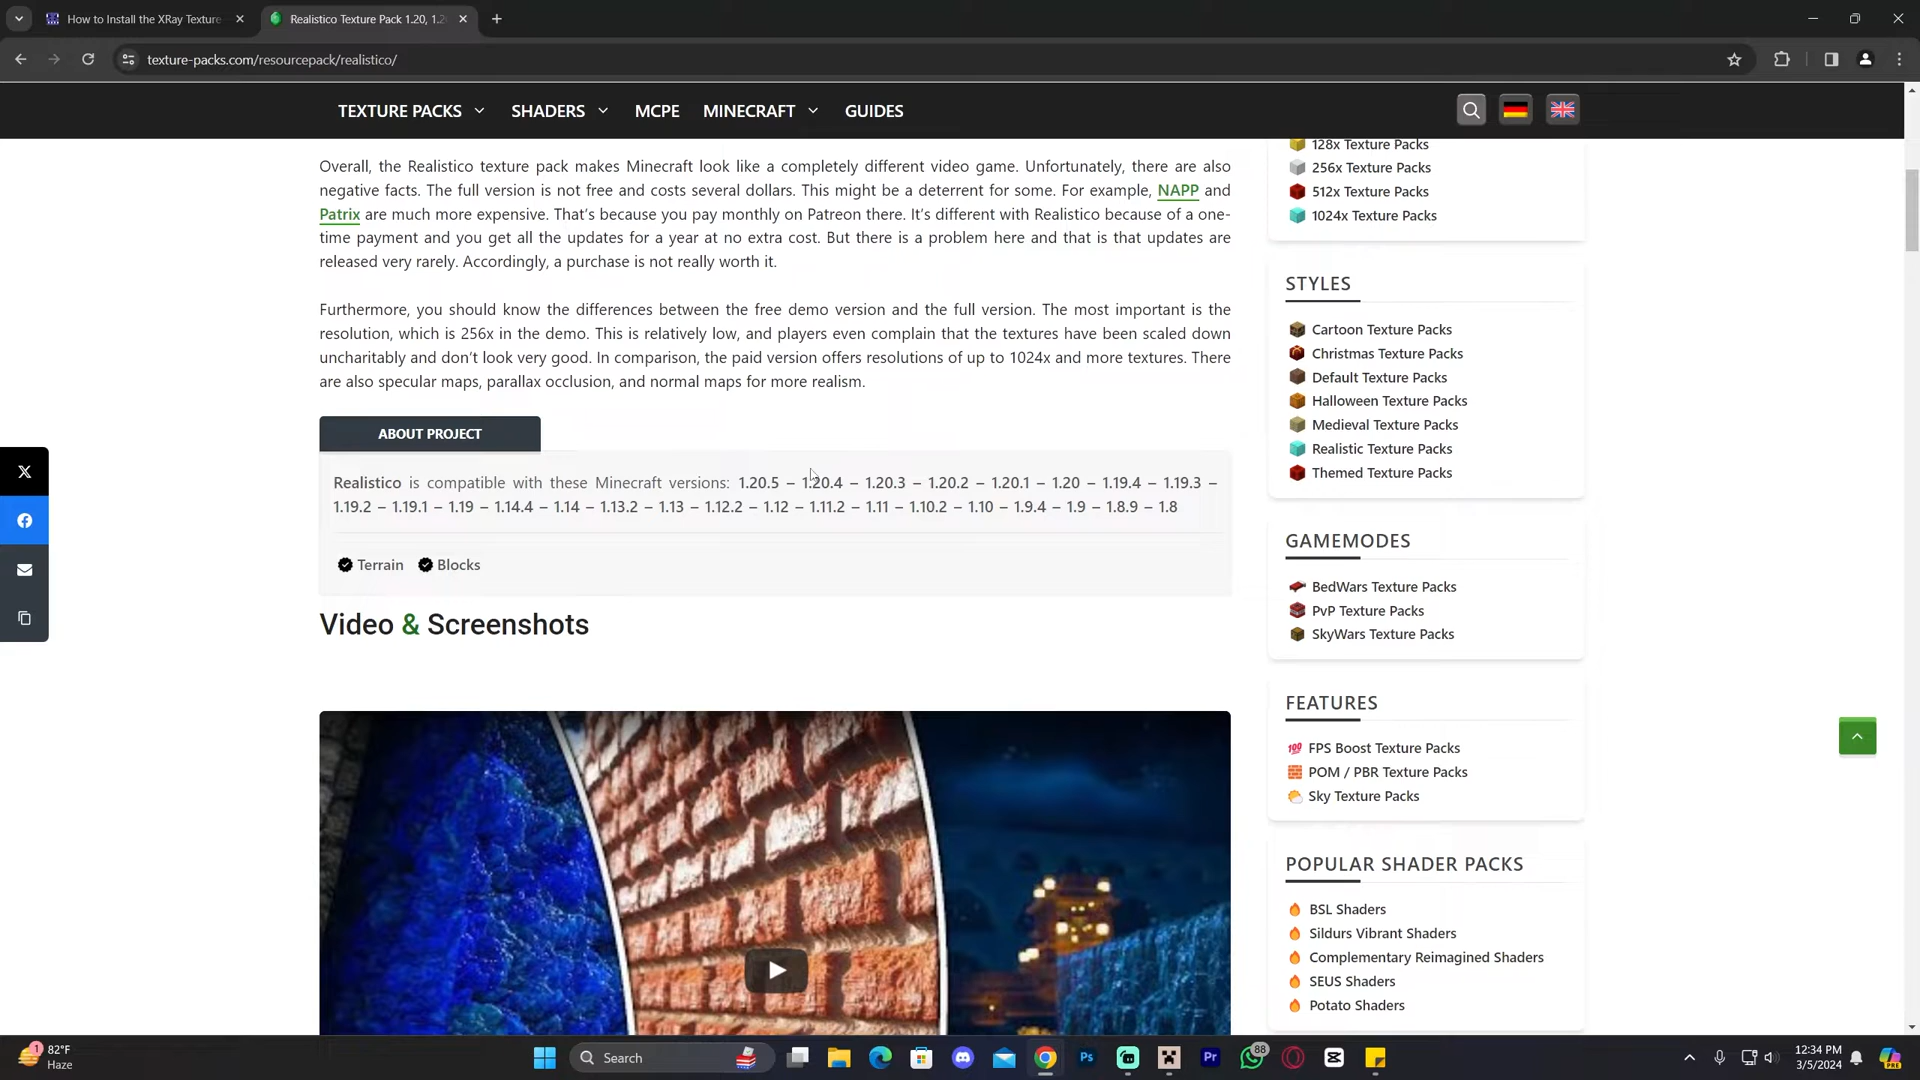 How to Install the XRay Texture
Realistico Texture Pack 1.20, 1.2
texture-packs.com/resourcepack/realistico/
TEXTURE PACKS
SHADERS
MCPE
MINECRAFT
GUIDES
Overall, the Realistico texture pack makes Minecraft look like a completely different video game. Unfortunately, there are also
negative facts. The full version is not free and costs several dollars. This might be a deterrent for some. For example, NAPP and
Patrix are much more expensive. That's because you pay monthly on Patreon there. It's different with Realistico because of a one-
time payment and you get all the updates for a year at no extra cost. But there is a problem here and that is that updates are
released very rarely. Accordingly, a purchase is not really worth it.
Furthermore, you should know the differences between the free demo version and the full version. The most important is the
resolution, which is 256x in the demo. This is relatively low, and players even complain that the textures have been scaled down
uncharitably and don't look very good. In comparison, the paid version offers resolutions of up to 1024x and more textures. There
are also specular maps, parallax occlusion, and normal maps for more realism.
ABOUT PROJECT
Realistico is compatible with these Minecraft versions: 1.20.5 – 1.20.4 – 1.20.3 – 1.20.2 – 1.20.1 – 1.20 – 1.19.4 – 1.19.3 –
1.19.2 – 1.19.1 – 1.19 – 1.14.4 – 1.14 – 1.13.2 – 1.13 – 1.12.2 – 1.12 – 1.11.2 – 1.11 – 1.10.2 – 1.10 – 1.9.4 – 1.9 – 1.8.9 – 1.8
Terrain Blocks
Video & Screenshots
128x Texture Packs
256x Texture Packs
512x Texture Packs
1024x Texture Packs
STYLES
Cartoon Texture Packs
Christmas Texture Packs
Default Texture Packs
Halloween Texture Packs
Medieval Texture Packs
Realistic Texture Packs
Themed Texture Packs
GAMEMODES
BedWars Texture Packs
PvP Texture Packs
SkyWars Texture Packs
FEATURES
100 FPS Boost Texture Packs
POM / PBR Texture Packs
Sky Texture Packs
POPULAR SHADER PACKS
BSL Shaders
Sildurs Vibrant Shaders
Complementary Reimagined Shaders
SEUS Shaders
Potato Shaders
1
82°F
Haze
Search
Ps
Pr
88
12:34 PM
3/5/2024
PRE